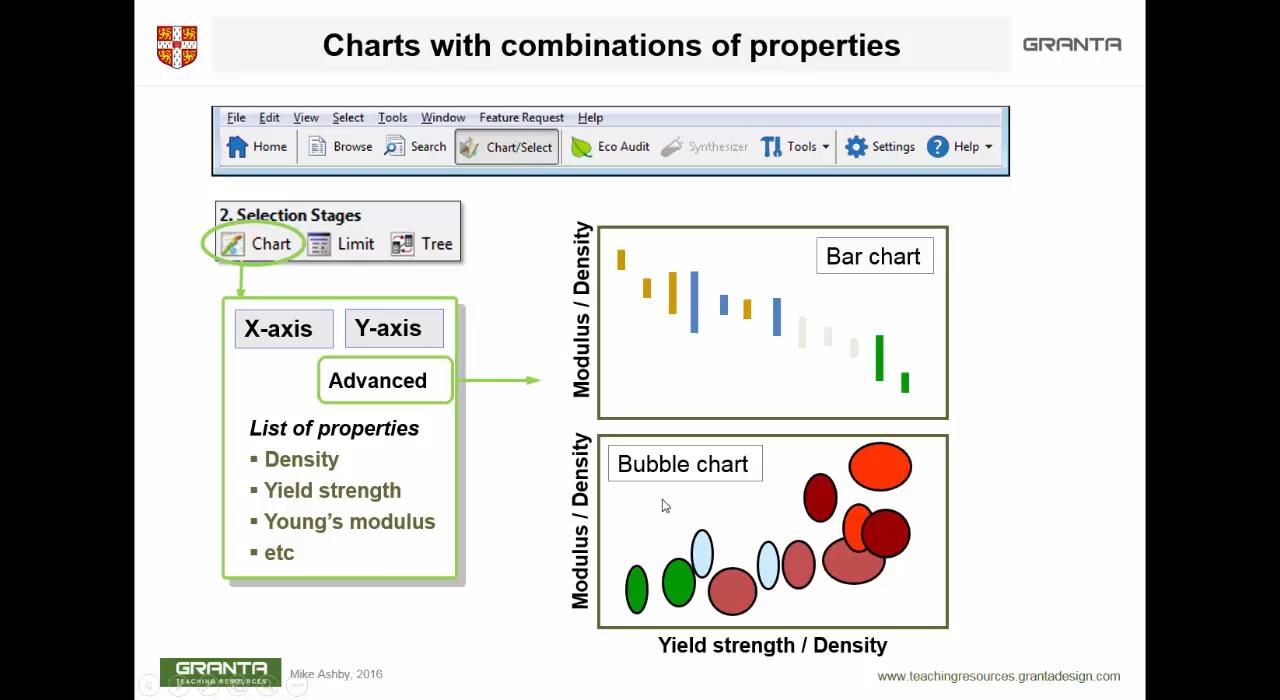 Charts with combinations of properties
GRANTA
File Edit View Select Tools Window Feature Request Help
Home Browse Search Chart/Select Eco Audit Synthesizer Tools Settings Help
2. Selection Stages
Chart Limit Tree
X-axis Y-axis
Advanced
List of properties
▪ Density
▪ Yield strength
▪ Young's modulus
▪ etc
Modulus / Density
Bar chart
Modulus / Density
Bubble chart
Yield strength / Density
GRANTA
TEACHING RESOURCES
Mike Ashby, 2016
www.teachingresources.grantadesign.com